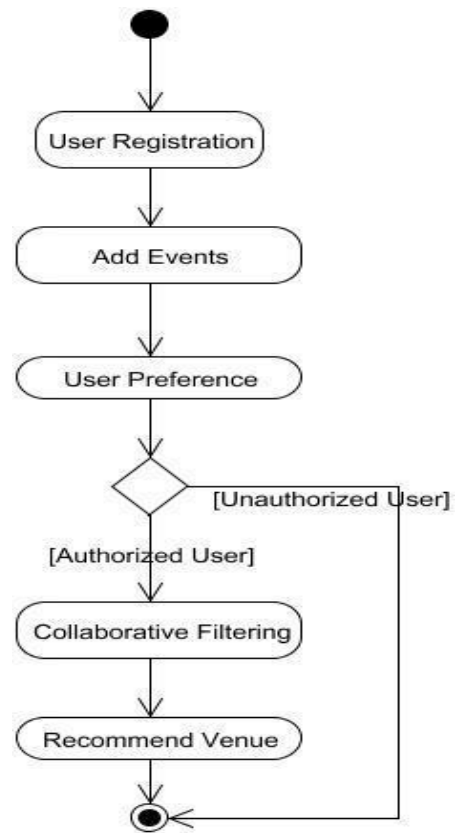 User Registration
Add Events
User Preference
[Unauthorized User]
[Authorized User]
Collaborative Filtering
Recommend Venue